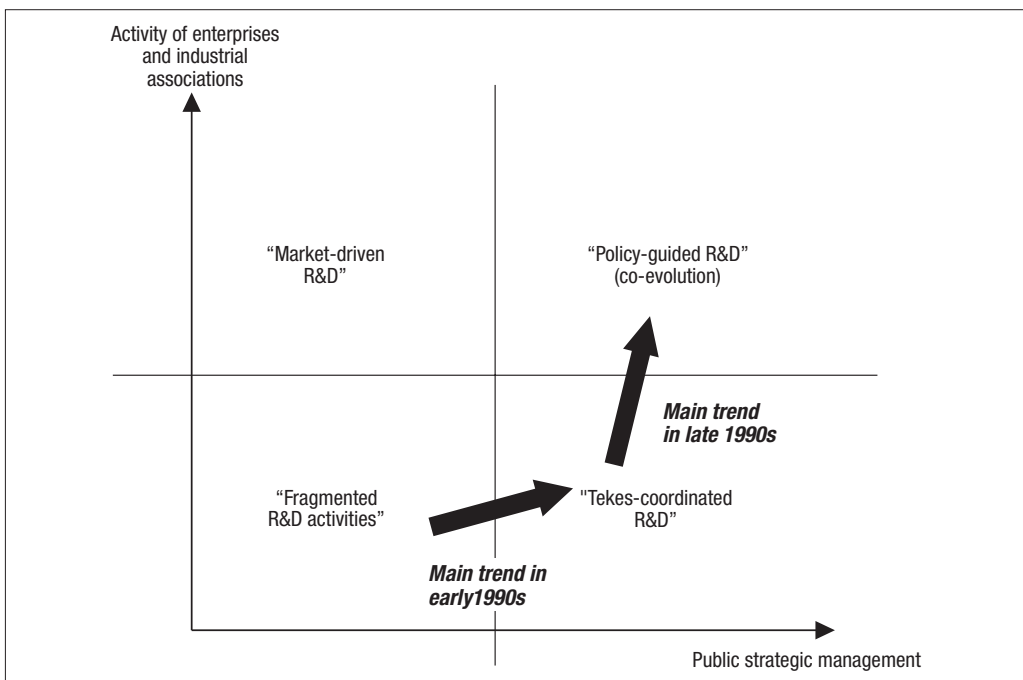 Activity of enterprises
and industrial
associations
“Market-driven
R&D”
“Policy-guided R&D”
(co-evolution)
Main trend
in late 1990s
“Fragmented
R&D activities”
"Tekes-coordinated
R&D”
Main trend in
early1990s
Public strategic management